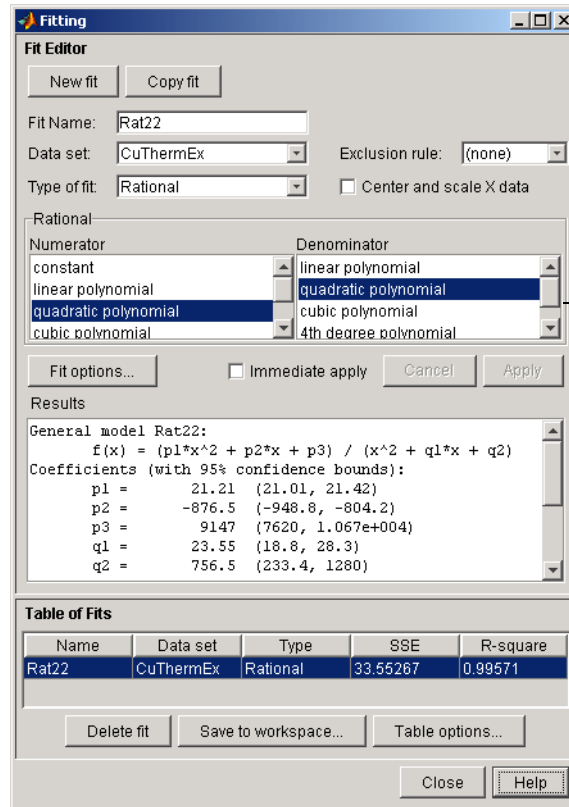 Fitting
Fit Editor
New fit Copy fit
Fit Name: Rat22
Data set: CuThermEx Exclusion rule: (none)
Type of fit: Rational Center and scale X data
Rational
Numerator Denominator
constant linear polynomial
linear polynomial quadratic polynomial
quadratic polynomial cubic polynomial
cubic polynomial 4th degree polynomial
Fit options... Immediate apply Cancel Apply
Results
General model Rat22:
f(x) = (p1*x^2 + p2*x + p3) / (x^2 + q1*x + q2)
Coefficients (with 95% confidence bounds):
p1 = 21.21 (21.01, 21.42)
p2 = -876.5 (-948.8, -804.2)
p3 = 9147 (7620, 1.067e+004)
q1 = 23.55 (18.8, 28.3)
q2 = 756.5 (233.4, 1280)
Table of Fits
Name Data set Type SSE R-square
Rat22 CuThermEx Rational 33.55267 0.99571
Delete fit Save to workspace... Table options...
Close Help